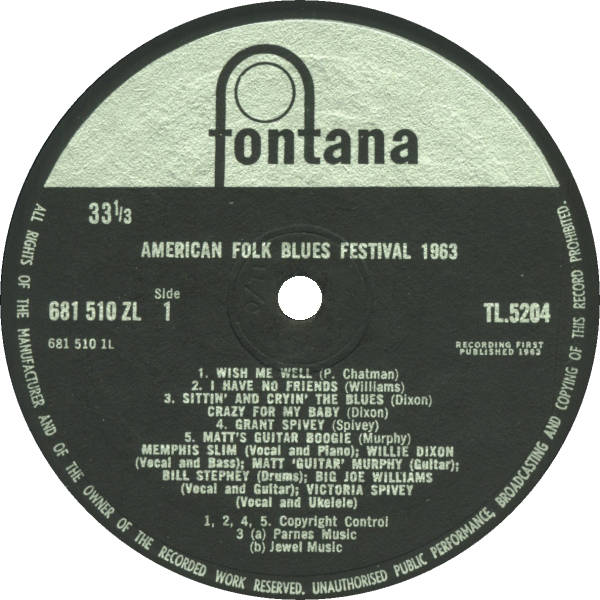 fontana
33 1/3
AMERICAN FOLK BLUES FESTIVAL 1963
681 510 ZL
Side
1
TL.5204
681 510 1L
RECORDING FIRST
PUBLISHED 1963
1. WISH ME WELL (P. Chatman)
2. I HAVE NO FRIENDS (Williams)
3. SITTIN' AND CRYIN' THE BLUES (Dixon)
CRAZY FOR MY BABY (Dixon)
4. GRANT SPIVEY (Spivey)
5. MATT'S GUITAR BOOGIE (Murphy)
MEMPHIS SLIM (Vocal and Piano); WILLIE DIXON
(Vocal and Bass); MATT 'GUITAR' MURPHY (Guitar);
BILL STEPNEY (Drums); BIG JOE WILLIAMS
(Vocal and Guitar); VICTORIA SPIVEY
(Vocal and Ukelele)
1, 2, 4, 5. Copyright Control
3 (a) Parnes Music
(b) Jewel Music
ALL RIGHTS OF THE MANUFACTURER AND OF THE OWNER OF THE RECORDED WORK RESERVED. UNAUTHORISED PUBLIC PERFORMANCE, BROADCASTING AND COPYING OF THIS RECORD PROHIBITED.